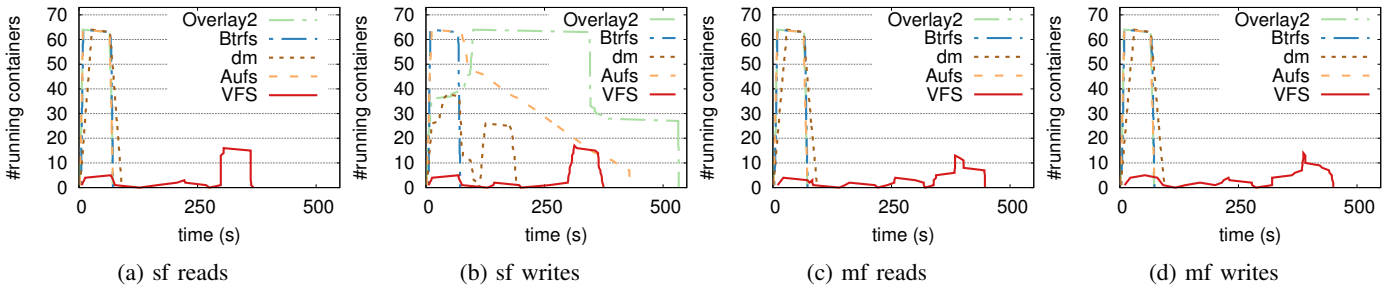 #running containers
70
60
50
40
30
20
10
0
Overlay2
Btrfs
dm
Aufs
VFS
0 250 500
time (s)
(a) sf reads
#running containers
70
60
50
40
30
20
10
0
Overlay2
Btrfs
dm
Aufs
VFS
0 250 500
time (s)
(b) sf writes
#running containers
70
60
50
40
30
20
10
0
Overlay2
Btrfs
dm
Aufs
VFS
0 250 500
time (s)
(c) mf reads
#running containers
70
60
50
40
30
20
10
0
Overlay2
Btrfs
dm
Aufs
VFS
0 250 500
time (s)
(d) mf writes